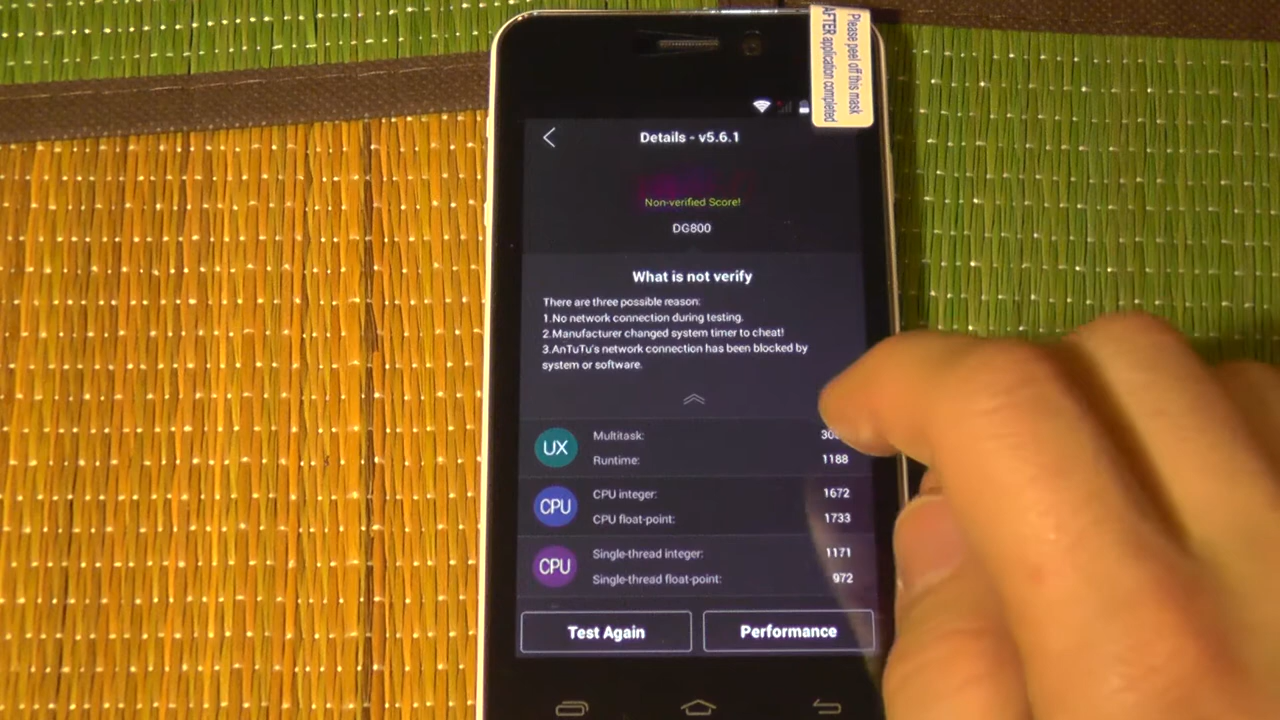 Please peel off this mask
AFTER application completed
Details - v5.6.1
Non-verified Score!
DG800
What is not verify
There are three possible reason:
1.No network connection during testing.
2.Manufacturer changed system timer to cheat!
3.AnTuTu's network connection has been blocked by
system or software.
UX
Multitask:
Runtime: 1188
CPU
CPU integer: 1672
CPU float-point: 1733
CPU
Single-thread integer: 1171
Single-thread float-point: 972
Test Again
Performance